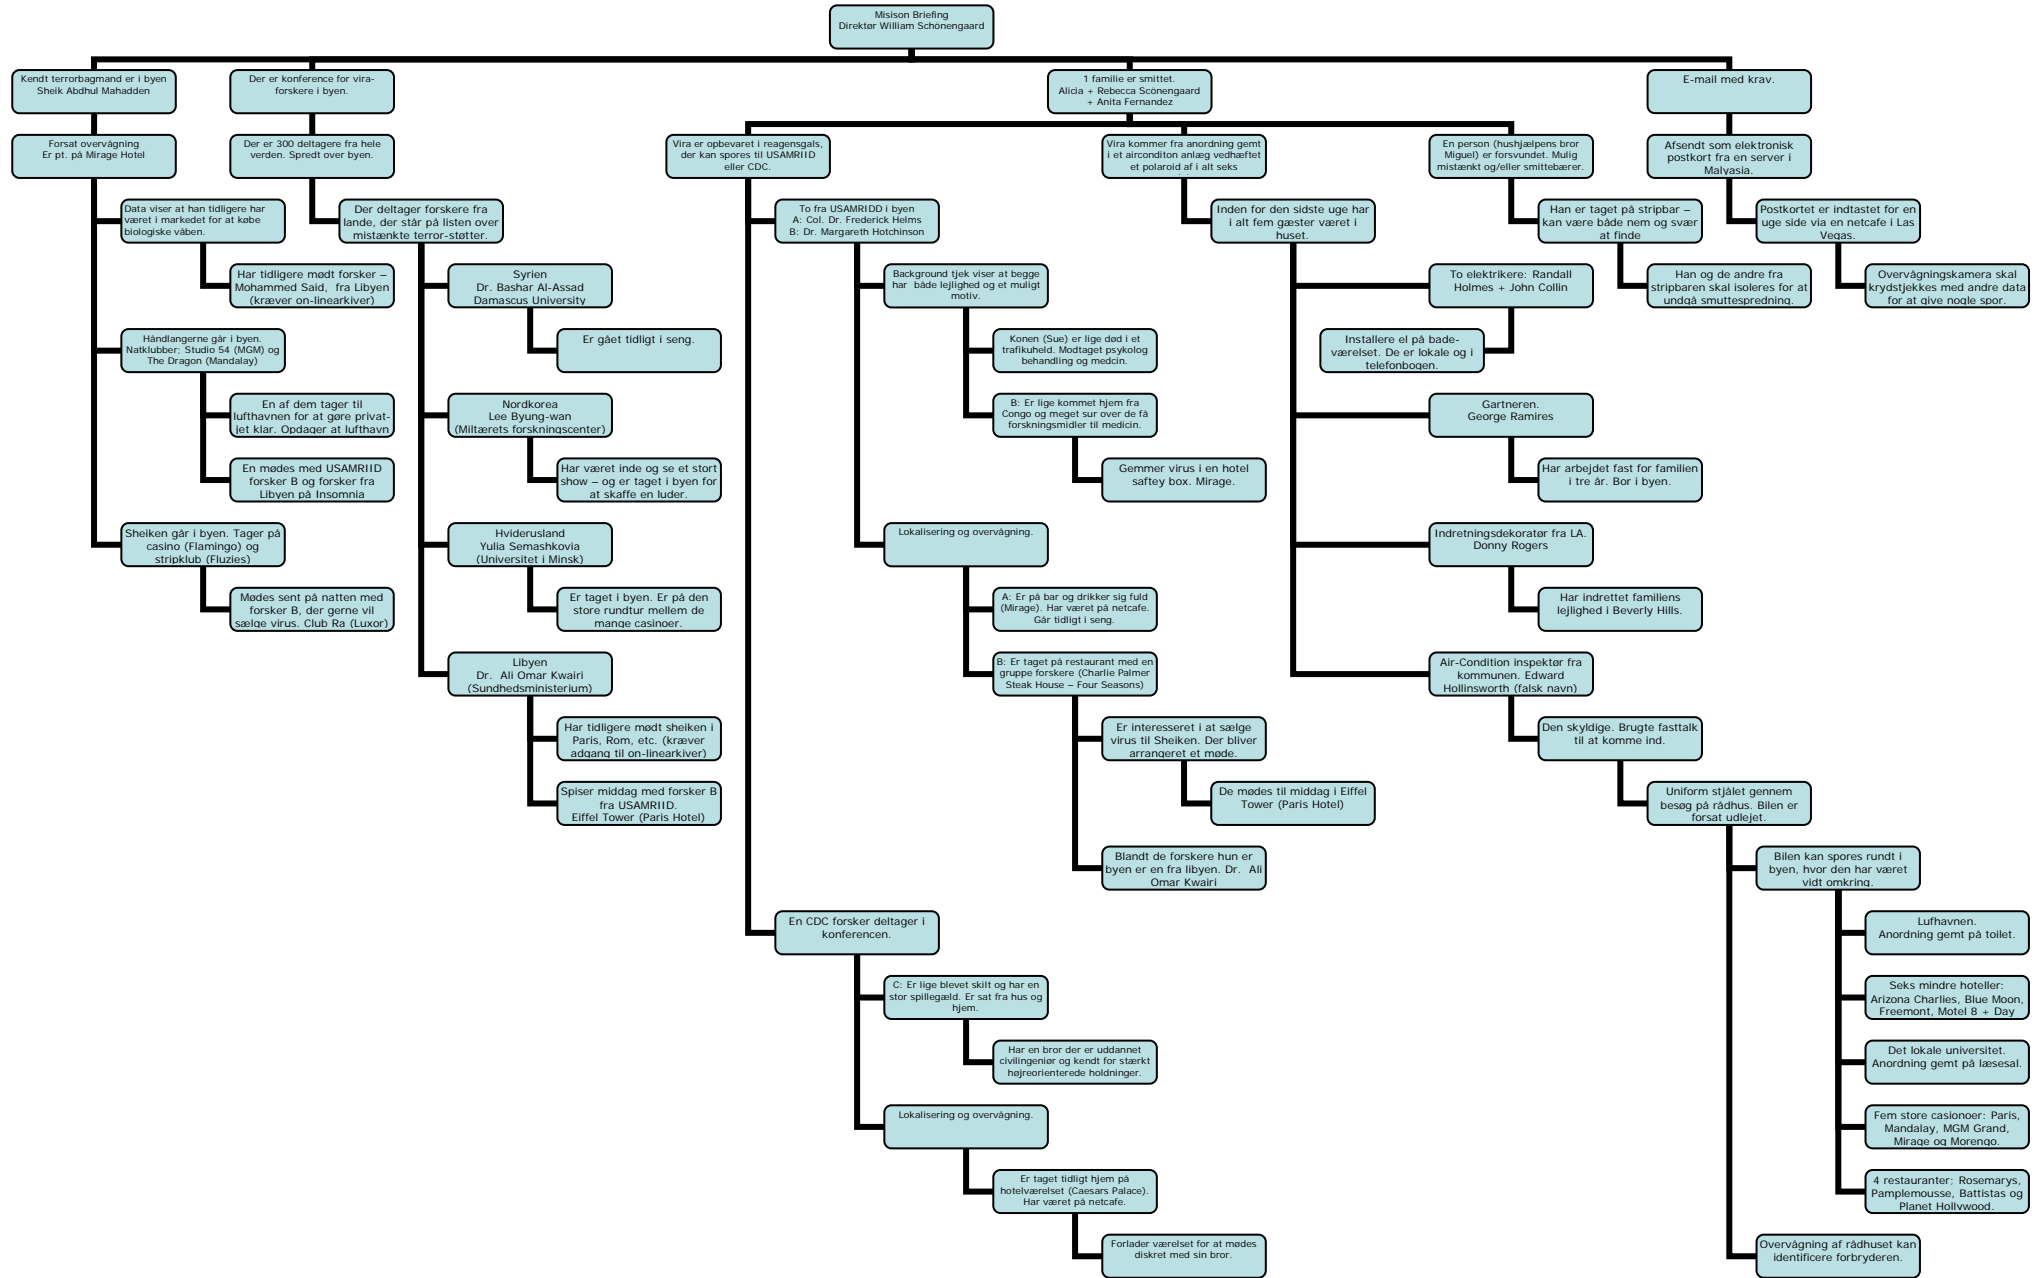 Misison Briefing
Direktør William Schönengaard
Kendt terrorbagmand er i byen
Sheik Abdhul Mahadden
Forsat overvågning
Er pt. på Mirage Hotel
Data viser at han tidligere har
været i markedet for at købe
biologiske våben.
Har tidligere mødt forsker –
Mohammed Said, fra Libyen
(kræver on-linearkiver)
Håndlangerne går i byen.
Natklubber; Studio 54 (MGM) og
The Dragon (Mandalay)
En af dem tager til
lufthavnen for at gøre privat-
jet klar. Opdager at lufthavn
En mødes med USAMRIID
forsker B og forsker fra
Libyen på Insomnia
Sheiken går i byen. Tager på
casino (Flamingo) og
stripklub (Fluzies)
Mødes sent på natten med
forsker B, der gerne vil
sælge virus. Club Ra (Luxor)
Der er konference for vira-
forskere i byen.
Der er 300 deltagere fra hele
verden. Spredt over byen.
Der deltager forskere fra
lande, der står på listen over
mistænkte terror-støtter.
Syrien
Dr. Bashar Al-Assad
Damascus University
Er gået tidligt i seng.
Nordkorea
Lee Byung-wan
(Miltærets forskningscenter)
Har været inde og se et stort
show – og er taget i byen for
at skaffe en luder.
Hviderusland
Yulia Semashkovia
(Universitet i Minsk)
Er taget i byen. Er på den
store rundtur mellem de
mange casinoer.
Libyen
Dr. Ali Omar Kwairi
(Sundhedsministerium)
Har tidligere mødt sheiken i
Paris, Rom, etc. (kræver
adgang til on-linearkiver)
Spiser middag med forsker B
fra USAMRIID.
Eiffel Tower (Paris Hotel)
1 familie er smittet.
Alicia + Rebecca Scönengaard
+ Anita Fernandez
Vira er opbevaret i reagensgals,
der kan spores til USAMRIID
eller CDC.
To fra USAMRIDD i byen
A: Col. Dr. Frederick Helms
B: Dr. Margareth Hotchinson
Background tjek viser at begge
har både lejlighed og et muligt
motiv.
Konen (Sue) er lige død i et
trafikuheld. Modtaget psykolog
behandling og medcin.
B: Er lige kommet hjem fra
Congo og meget sur over de få
forskningsmidler til medicin.
Gemmer virus i en hotel
saftey box. Mirage.
Lokalisering og overvågning.
A: Er på bar og drikker sig fuld
(Mirage). Har været på netcafe.
Går tidligt i seng.
B: Er taget på restaurant med en
gruppe forskere (Charlie Palmer
Steak House – Four Seasons)
Er interesseret i at sælge
virus til Sheiken. Der bliver
arrangeret et møde.
De mødes til middag i Eiffel
Tower (Paris Hotel)
Blandt de forskere hun er
byen er en fra libyen. Dr. Ali
Omar Kwairi
En CDC forsker deltager i
konferencen.
C: Er lige blevet skilt og har en
stor spillegæld. Er sat fra hus og
hjem.
Har en bror der er uddannet
civilingeniør og kendt for stærkt
højreorienterede holdninger.
Lokalisering og overvågning.
Er taget tidligt hjem på
hotelværelset (Caesars Palace).
Har været på netcafe.
Forlader værelset for at mødes
diskret med sin bror.
Vira kommer fra anordning gemt
i et airconditon anlæg vedhæftet
et polaroid af i alt seks
Inden for den sidste uge har
i alt fem gæster været i
huset.
To elektrikere: Randall
Holmes + John Collin
Installere el på bade-
værelset. De er lokale og i
telefonbogen.
Gartneren.
George Ramires
Har arbejdet fast for familien
i tre år. Bor i byen.
Indretningsdekoratør fra LA.
Donny Rogers
Har indrettet familiens
lejlighed i Beverly Hills.
Air-Condition inspektør fra
kommunen. Edward
Hollinsworth (falsk navn)
Den skyldige. Brugte fasttalk
til at komme ind.
Uniform stjålet gennem
besøg på rådhus. Bilen er
forsat udlejet.
Bilen kan spores rundt i
byen, hvor den har været
vidt omkring.
Lufhavnen.
Anordning gemt på toilet.
Seks mindre hoteller:
Arizona Charlies, Blue Moon,
Freemont, Motel 8 + Day
Det lokale universitet.
Anordning gemt på læsesal.
Fem store casionoer: Paris,
Mandalay, MGM Grand,
Mirage og Morengo.
4 restauranter; Rosemarys,
Pamplemousse, Battistas og
Planet Hollywood.
Overvågning af rådhuset kan
identificere forbryderen.
En person (hushjælpens bror
Miguel) er forsvundet. Mulig
mistænkt og/eller smittebærer.
Han er taget på stripbar –
kan være både nem og svær
at finde
Han og de andre fra
stripbaren skal isoleres for at
undgå smuttespredning.
E-mail med krav.
Afsendt som elektronisk
postkort fra en server i
Malyasia.
Postkortet er indtastet for en
uge side via en netcafe i Las
Vegas.
Overvågningskamera skal
krydstjekkes med andre data
for at give nogle spor.